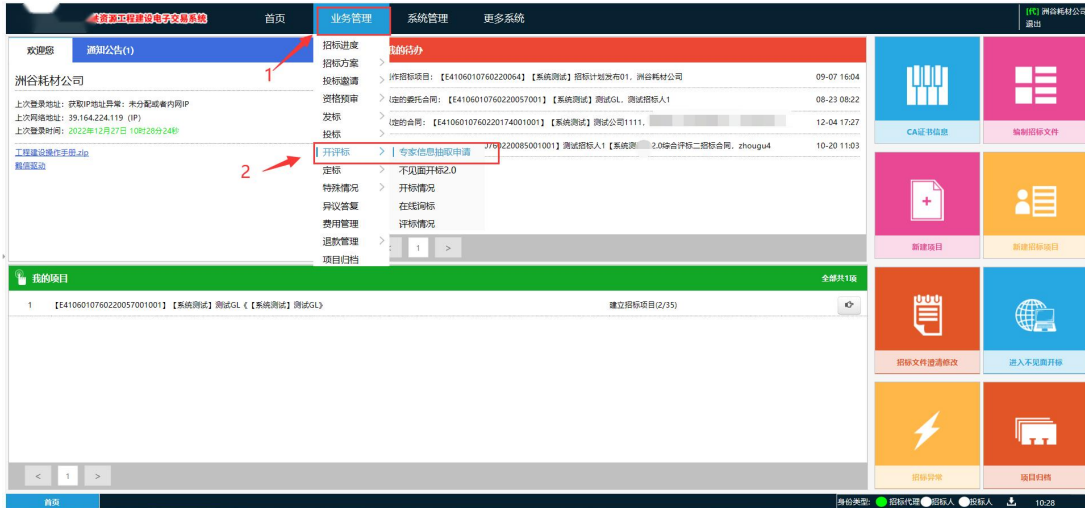 资源工程建设电子交易系统 首页 业务管理 系统管理 更多系统 [代] 洲谷耗材公司
退出
1
欢迎您 通知公告(1)
洲谷耗材公司
上次登录地址：获取IP地址异常：未分配或者内网IP
上次网络地址：39.164.224.119（IP）
上次登录时间：2022年12月27日 10时28分24秒
工程建设操作手册.zip
鹤信驱动
招标进度
招标方案 >
投标邀请 >
资格预审 >
发标 >
投标 >
2
开评标 >
定标 >
特殊情况 >
异议答复
费用管理
退款管理 >
项目归档
专家信息抽取申请
不见面开标2.0
开标情况
在线询标
评标情况
我的待办
作招标项目：【E4106010760220064】【系统测试】招标计划发布01, 洲谷耗材公司 09-07 16:04
定的委托合同：【E4106010760220057001】【系统测试】测试GL, 测试招标人1 08-23 08:22
定的合同：【E4106010760220174001001】【系统测试】测试公司1111, 12-04 17:27
0760220085001001】测试招标人1【系统测 2.0综合评标二招标合同, zhougu4 10-20 11:03
1 >
我的项目 全部共1项
1 【E4106010760220057001001】【系统测试】测试GL《【系统测试】测试GL》 建立招标项目(2/35)
< 1 >
CA证书信息 编制招标文件
新建项目 新建招标项目
招标文件澄清修改 进入不见面开标
招标异常 项目归档
首页 身份类型： 招标代理 招标人 投标人 10:28